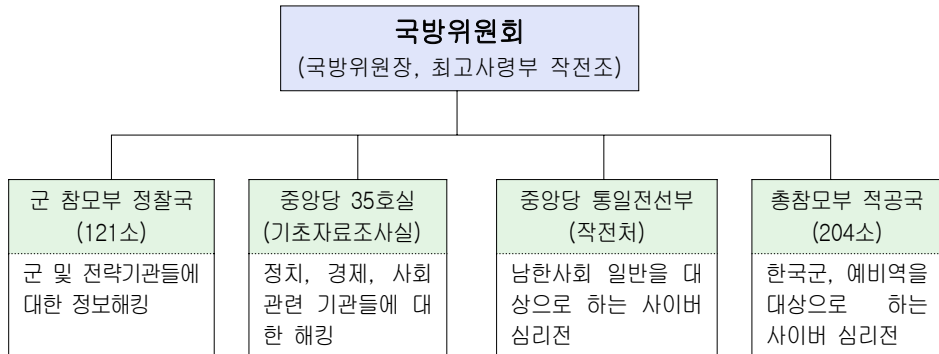 국방위원회
(국방위원장, 최고사령부 작전조)
군 참모부 정찰국
(121소)
군 및 전략기관들에
대한 정보해킹
중앙당 35호실
(기초자료조사실)
정치, 경제, 사회
관련 기관들에 대
한 해킹
중앙당 통일전선부
(작전처)
남한사회 일반을 대
상으로 하는 사이버
심리전
총참모부 적공국
(204소)
한국군, 예비역을
대상으로 하는
사이버 심리전